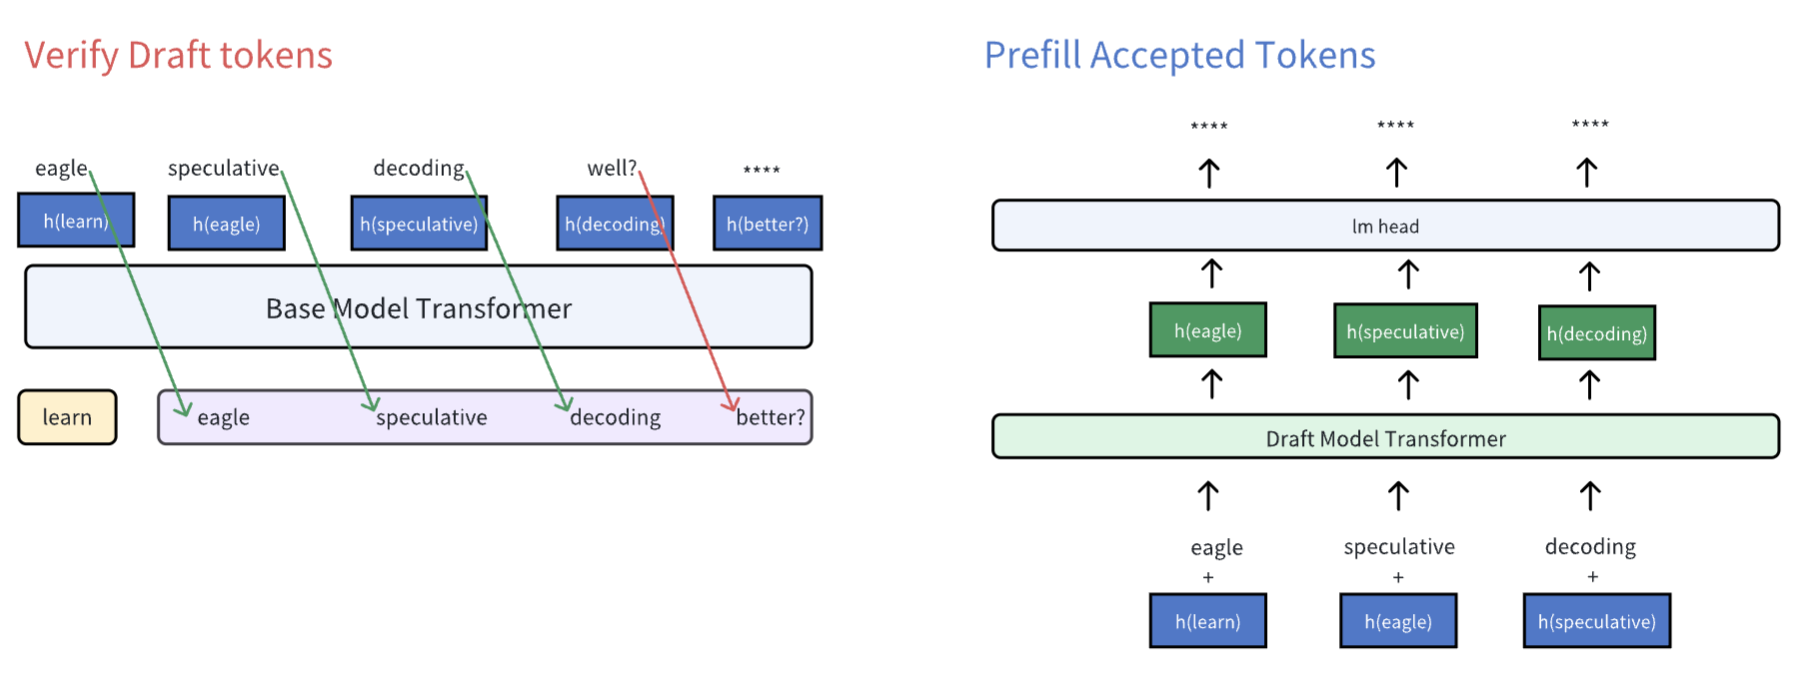 Verify Draft tokens
eagle speculative decoding well? ****
h(learn) h(eagle) h(speculative) h(decoding) h(better?)
Base Model Transformer
learn eagle speculative decoding better?
Prefill Accepted Tokens
**** **** ****
lm head
h(eagle) h(speculative) h(decoding)
Draft Model Transformer
eagle speculative decoding
+ + +
h(learn) h(eagle) h(speculative)